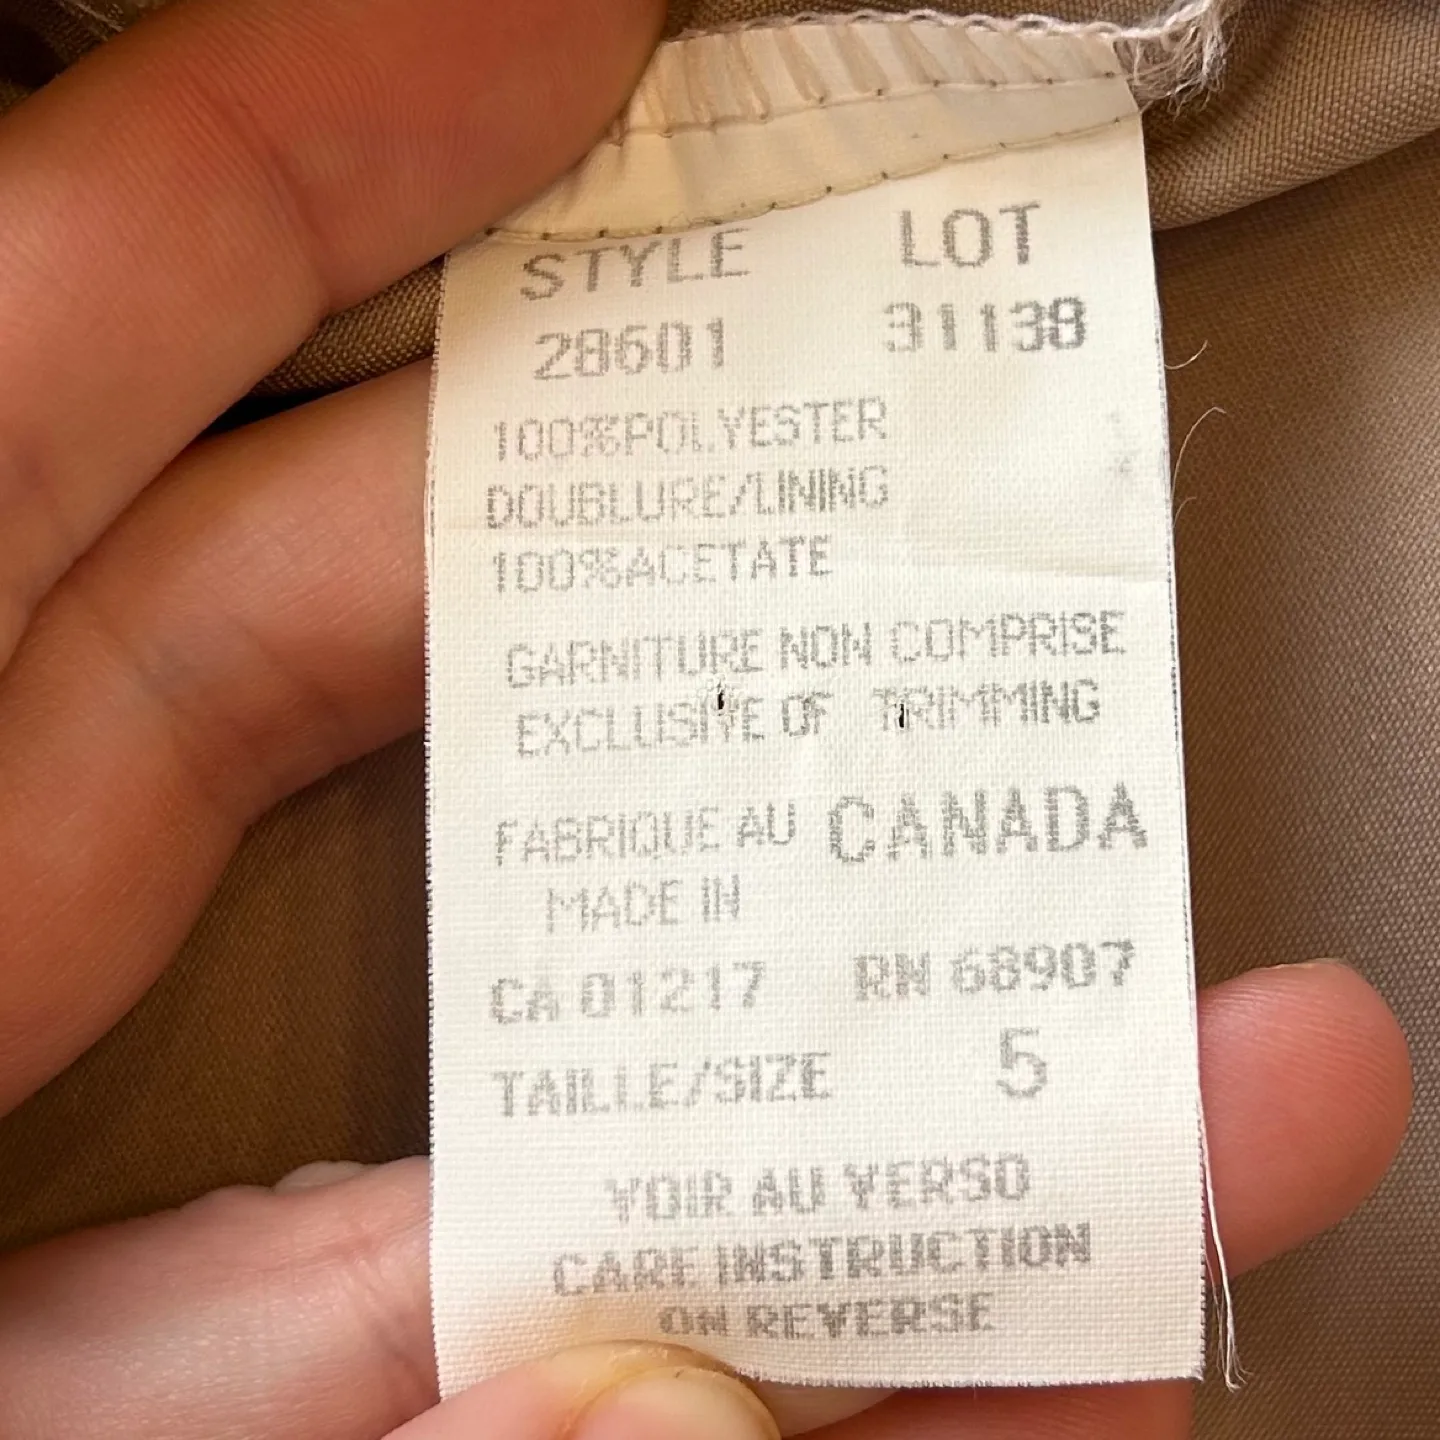 STYLE LOT
28601 31138
100%POLYESTER
DOUBLURE/LINING
100%ACETATE
GARNITURE NON COMPRISE
EXCLUSIVE OF TRIMMING
FABRIQUE AU CANADA
MADE IN
CA 01217 RN 68907
TAILLE/SIZE 5
VOIR AU VERSO
CARE INSTRUCTION
ON REVERSE